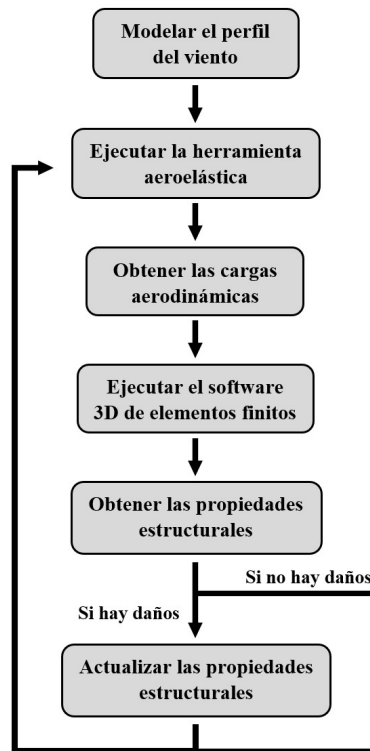 Modelar el perfil
del viento
Ejecutar la herramienta
aeroelástica
Obtener las cargas
aerodinámicas
Ejecutar el software
3D de elementos finitos
Obtener las propiedades
estructurales
Si no hay daños
Si hay daños
Actualizar las propiedades
estructurales